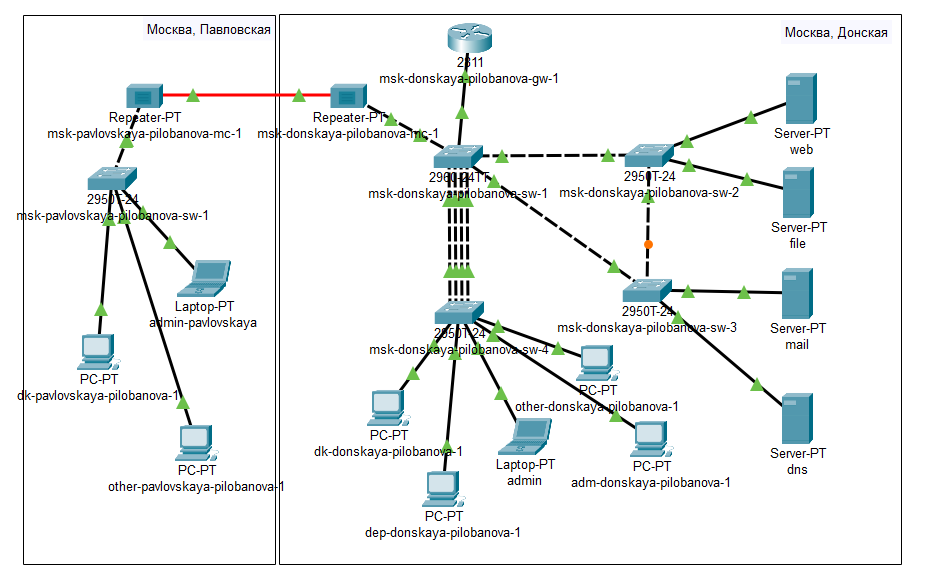 Москва, Павловская
Москва, Донская
2811
msk-donskaya-pilobanova-gw-1
Repeater-PT
msk-pavlovskaya-pilobanova-mc-1
Repeater-PT
msk-donskaya-pilobanova-mc-1
Server-PT
web
2960-24TT
msk-donskaya-pilobanova-sw-1
2950T-24
msk-donskaya-pilobanova-sw-2
2950T-24
msk-pavlovskaya-pilobanova-sw-1
Server-PT
file
Laptop-PT
admin-pavlovskaya
2950T-24
msk-donskaya-pilobanova-sw-3
Server-PT
mail
2950T-24
msk-donskaya-pilobanova-sw-4
PC-PT
dk-pavlovskaya-pilobanova-1
PC-PT
other-donskaya-pilobanova-1
PC-PT
dk-donskaya-pilobanova-1
Laptop-PT
admin
PC-PT
adm-donskaya-pilobanova-1
Server-PT
dns
PC-PT
other-pavlovskaya-pilobanova-1
PC-PT
dep-donskaya-pilobanova-1